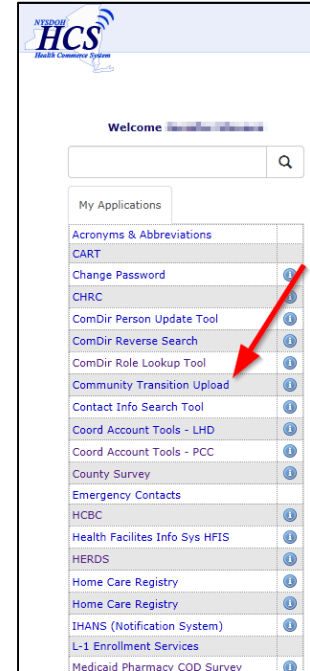 NYSDOH
HCS
Health Commerce System
Welcome
My Applications
Acronyms & Abbreviations
CART
Change Password
CHRC
ComDir Person Update Tool
ComDir Reverse Search
ComDir Role Lookup Tool
Community Transition Upload
Contact Info Search Tool
Coord Account Tools - LHD
Coord Account Tools - PCC
County Survey
Emergency Contacts
HCBC
Health Facilites Info Sys HFIS
HERDS
Home Care Registry
Home Care Registry
IHANS (Notification System)
L-1 Enrollment Services
Medicaid Pharmacy COD Survey